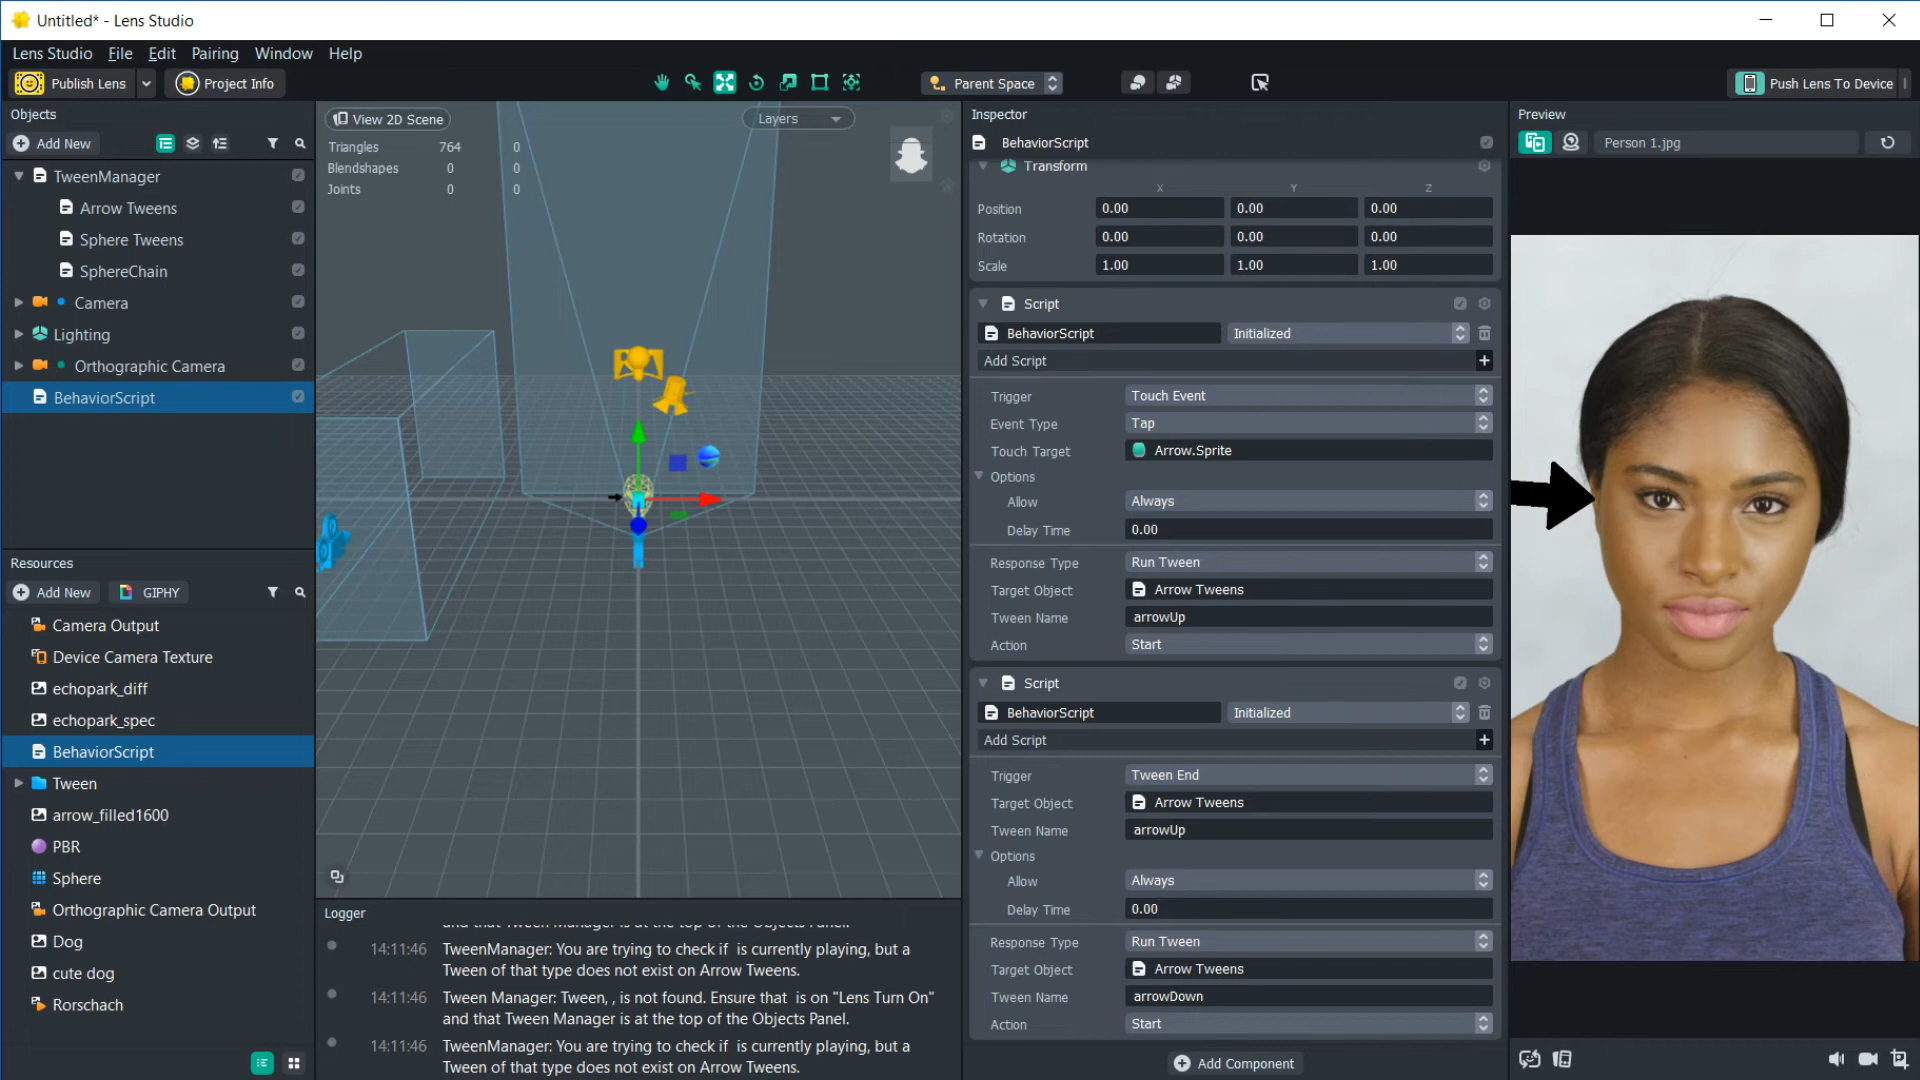 Untitled* - Lens Studio
Lens Studio File Edit Pairing Window Help
Publish Lens Project Info Parent Space Push Lens To Device
Objects
Add New
TweenManager
Arrow Tweens
Sphere Tweens
SphereChain
Camera
Lighting
Orthographic Camera
BehaviorScript
Resources
Add New GIPHY
Camera Output
Device Camera Texture
echopark_diff
echopark_spec
BehaviorScript
Tween
arrow_filled1600
PBR
Sphere
Orthographic Camera Output
Dog
cute dog
Rorschach
View 2D Scene Layers
Triangles 764 0
Blendshapes 0 0
Joints 0 0
Logger
and that Tween Manager is at the top of the Objects Panel.
14:11:46 TweenManager: You are trying to check if is currently playing, but a
Tween of that type does not exist on Arrow Tweens.
14:11:46 Tween Manager: Tween, , is not found. Ensure that is on "Lens Turn On"
and that Tween Manager is at the top of the Objects Panel.
14:11:46 TweenManager: You are trying to check if is currently playing, but a
Tween of that type does not exist on Arrow Tweens.
Inspector
BehaviorScript
Transform
X Y Z
Position 0.00 0.00 0.00
Rotation 0.00 0.00 0.00
Scale 1.00 1.00 1.00
Script
BehaviorScript Initialized
Add Script +
Trigger Touch Event
Event Type Tap
Touch Target Arrow.Sprite
Options
Allow Always
Delay Time 0.00
Response Type Run Tween
Target Object Arrow Tweens
Tween Name arrowUp
Action Start
Script
BehaviorScript Initialized
Add Script +
Trigger Tween End
Target Object Arrow Tweens
Tween Name arrowUp
Options
Allow Always
Delay Time 0.00
Response Type Run Tween
Target Object Arrow Tweens
Tween Name arrowDown
Action Start
Add Component
Preview
Person 1.jpg